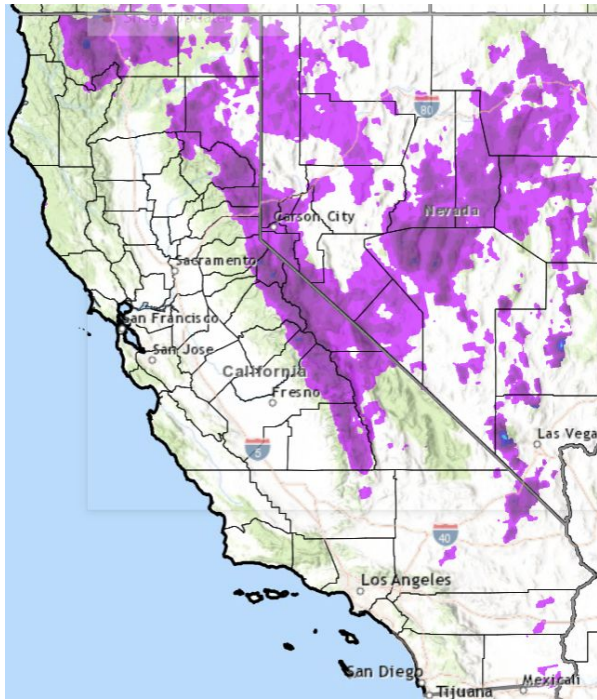 80
Carson City
Nevada
Sacramento
San Francisco
San Jose
California
Fresno
5
Las Vega
40
Los Angeles
San Diego
Tijuana
Mexicali